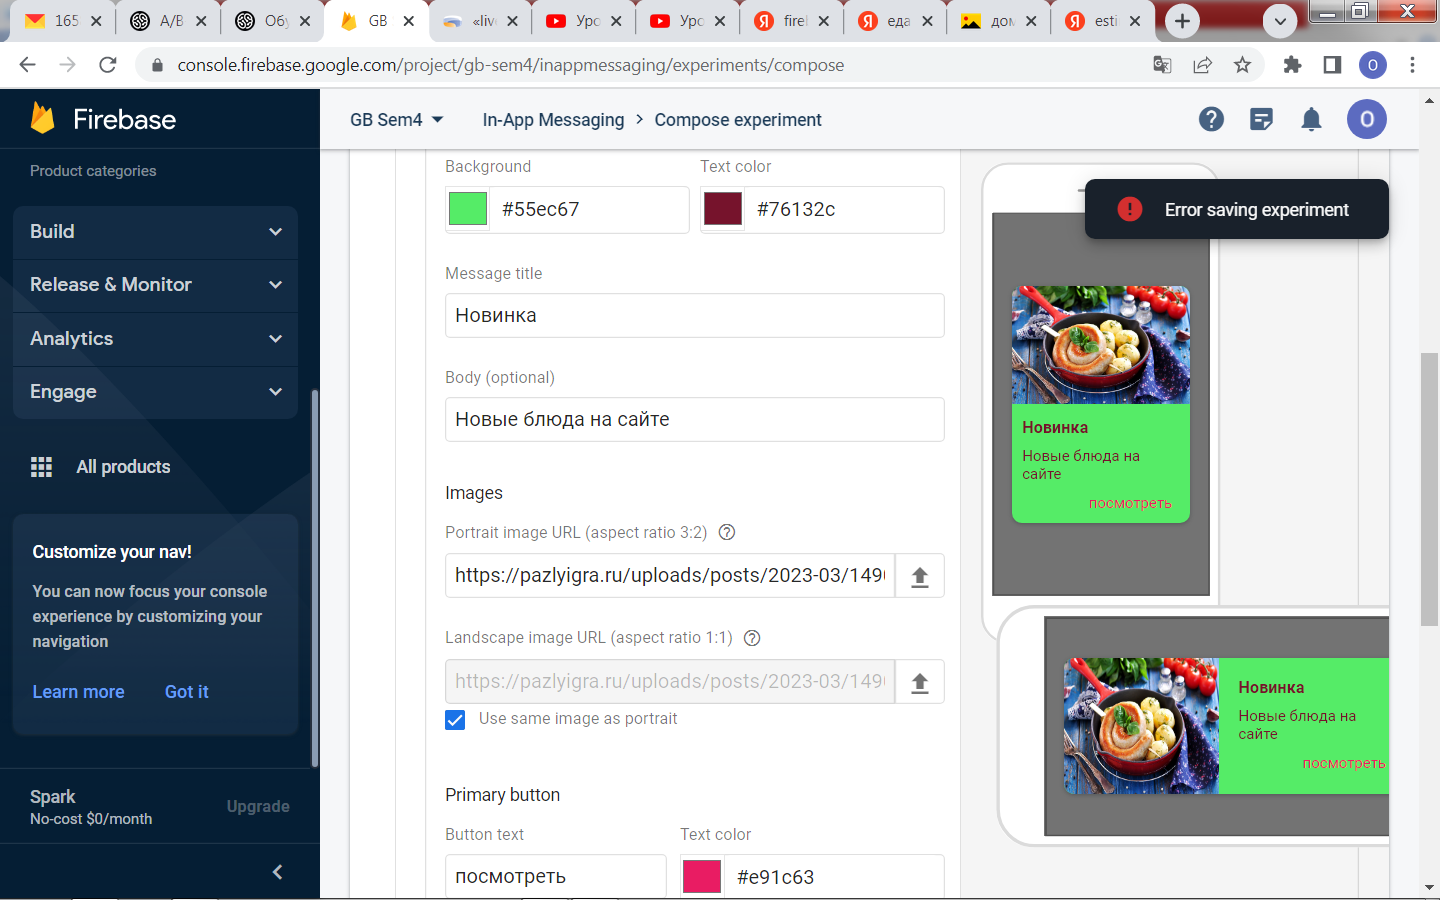 165
A/B
Обу
GB
«live
Уро
Уро
firel
еда
дом
esti
console.firebase.google.com/project/gb-sem4/inappmessaging/experiments/compose
O
Firebase
GB Sem4
In-App Messaging > Compose experiment
O
Product categories
Build
Release & Monitor
Analytics
Engage
All products
Customize your nav!
You can now focus your console
experience by customizing your
navigation
Learn more
Got it
Spark
No-cost $0/month
Upgrade
Background
Text color
#55ec67
#76132c
Message title
Новинка
Body (optional)
Новые блюда на сайте
Images
Portrait image URL (aspect ratio 3:2)
https://pazlyigra.ru/uploads/posts/2023-03/149
Landscape image URL (aspect ratio 1:1)
https://pazlyigra.ru/uploads/posts/2023-03/149
Use same image as portrait
Primary button
Button text
Text color
посмотреть
#e91c63
Error saving experiment
Новинка
Новые блюда на
сайте
посмотреть
Новинка
Новые блюда на
сайте
посмотреть